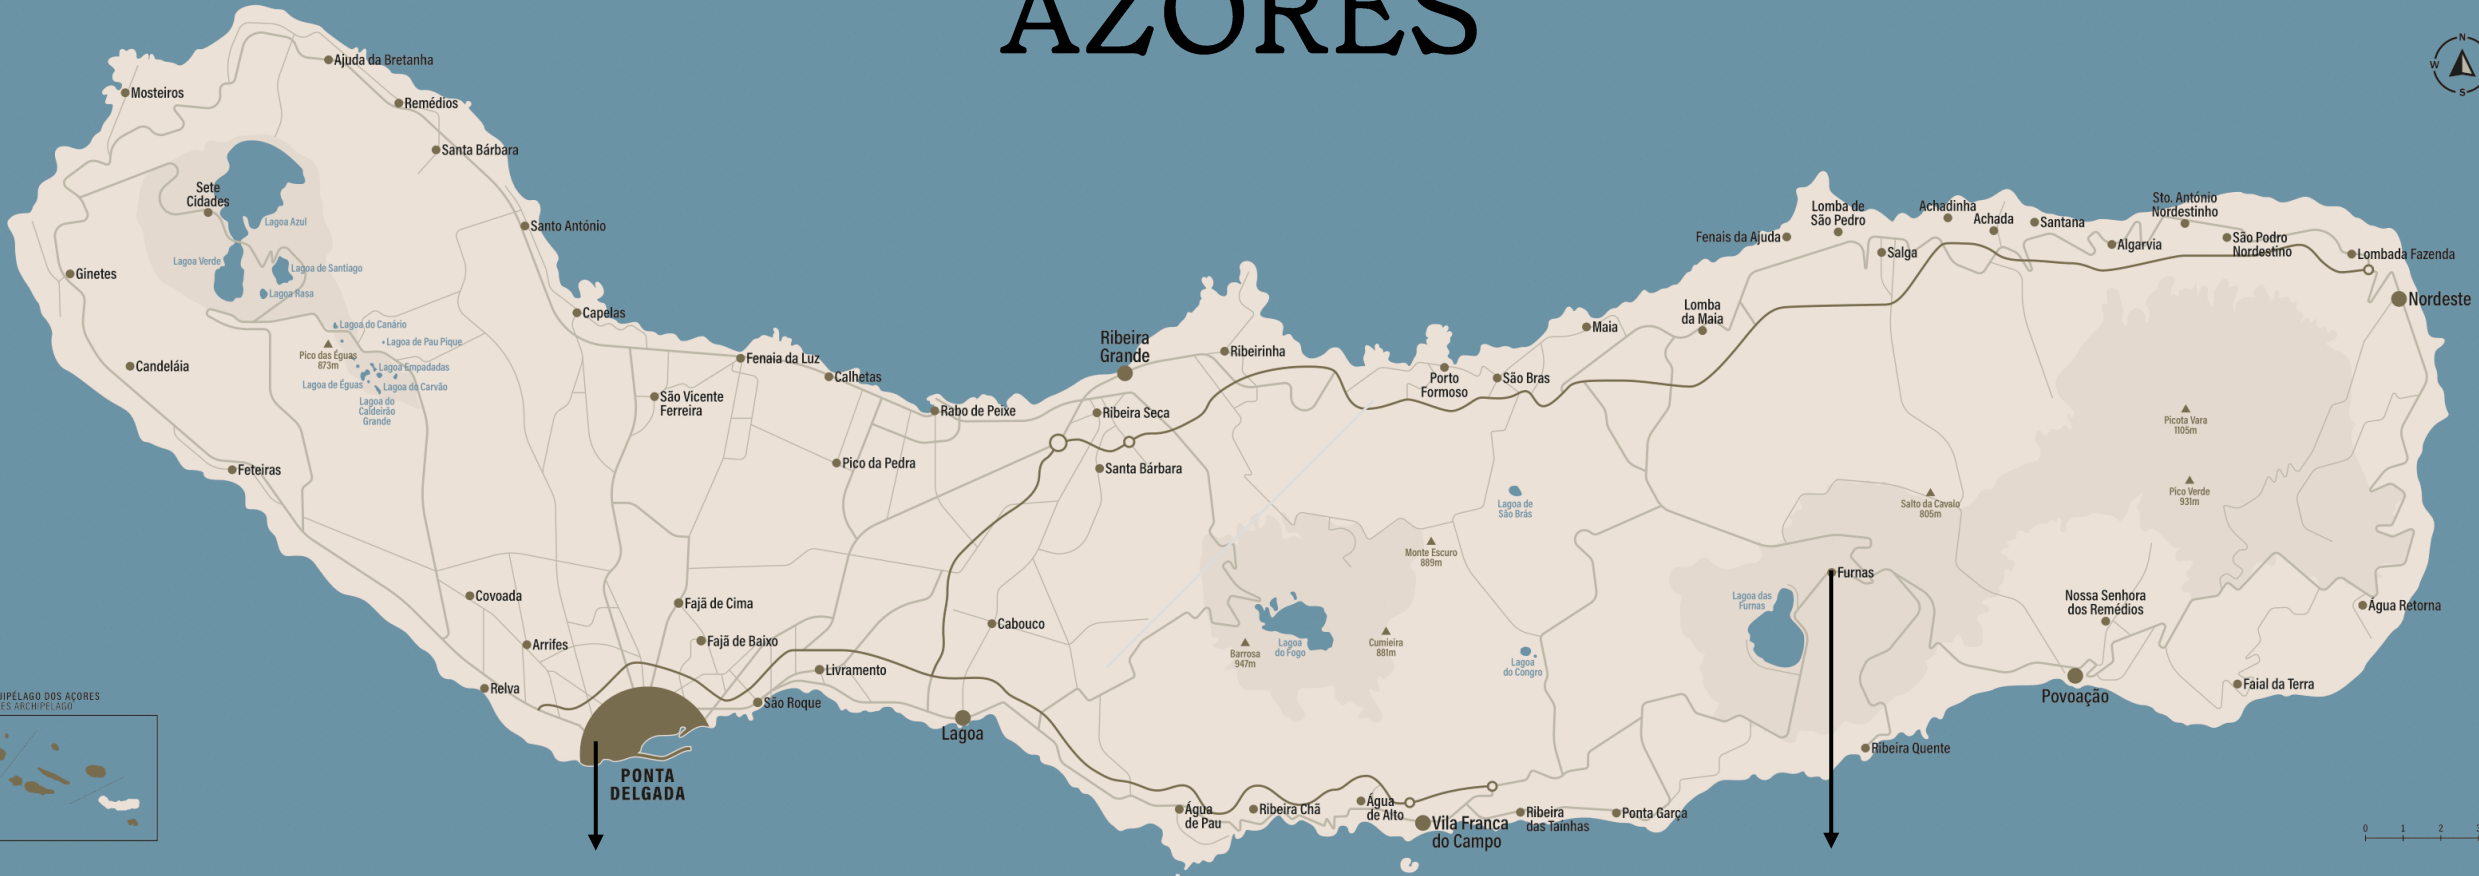 AZORES
N
W
S
Ajuda da Bretanha
Mosteiros
Remédios
Santa Bárbara
Sete
Cidades
Lagoa Azul
Santo António
Lagoa Verde
Lagoa de Santiago
Ginetes
Lagoa Rasa
Capelas
Lagoa do Canário
Lagoa de Pau Pique
Pico das Éguas
873m
Lagoa Empadadas
Lagoa de Éguas
Lagoa do Carvão
Lagoa do
Caldeirão
Grande
Candeláia
Fenaia da Luz
Calhetas
São Vicente
Ferreira
Rabo de Peixe
Pico da Pedra
Feteiras
Ribeira
Grande
Ribeirinha
Ribeira Seca
Santa Bárbara
Porto
Formoso
São Bras
Maia
Lomba
da Maia
Fenais da Ajuda
Lomba de
São Pedro
Salga
Achadinha
Achada
Santana
Algarvia
Sto. António
Nordestinho
São Podro
Nordestino
Lombada Fazenda
Nordeste
Picota Vara
1105m
Pico Verde
931m
Salto da Cavalo
805m
Lagoa de
São Brás
Monte Escuro
889m
Furnas
Lagoa das
Furnas
Nossa Senhora
dos Remédios
Água Retorna
Covoada
Fajã de Cima
Arrifes
Fajã de Baixo
Cabouco
Livramento
Relva
São Roque
Lagoa
Barrosa
947m
Lagoa
do Fogo
Cumieira
881m
Lagoa
do Congro
Povoação
Faial da Terra
Ribeira Quente
PONTA
DELGADA
Água
de Pau
Ribeira Chã
Água
de Alto
Vila Franca
do Campo
Ribeira
das Taínhas
Ponta Garça
IPÉLAGO DOS AÇORES
ES ARCHIPELAGO
0 1 2